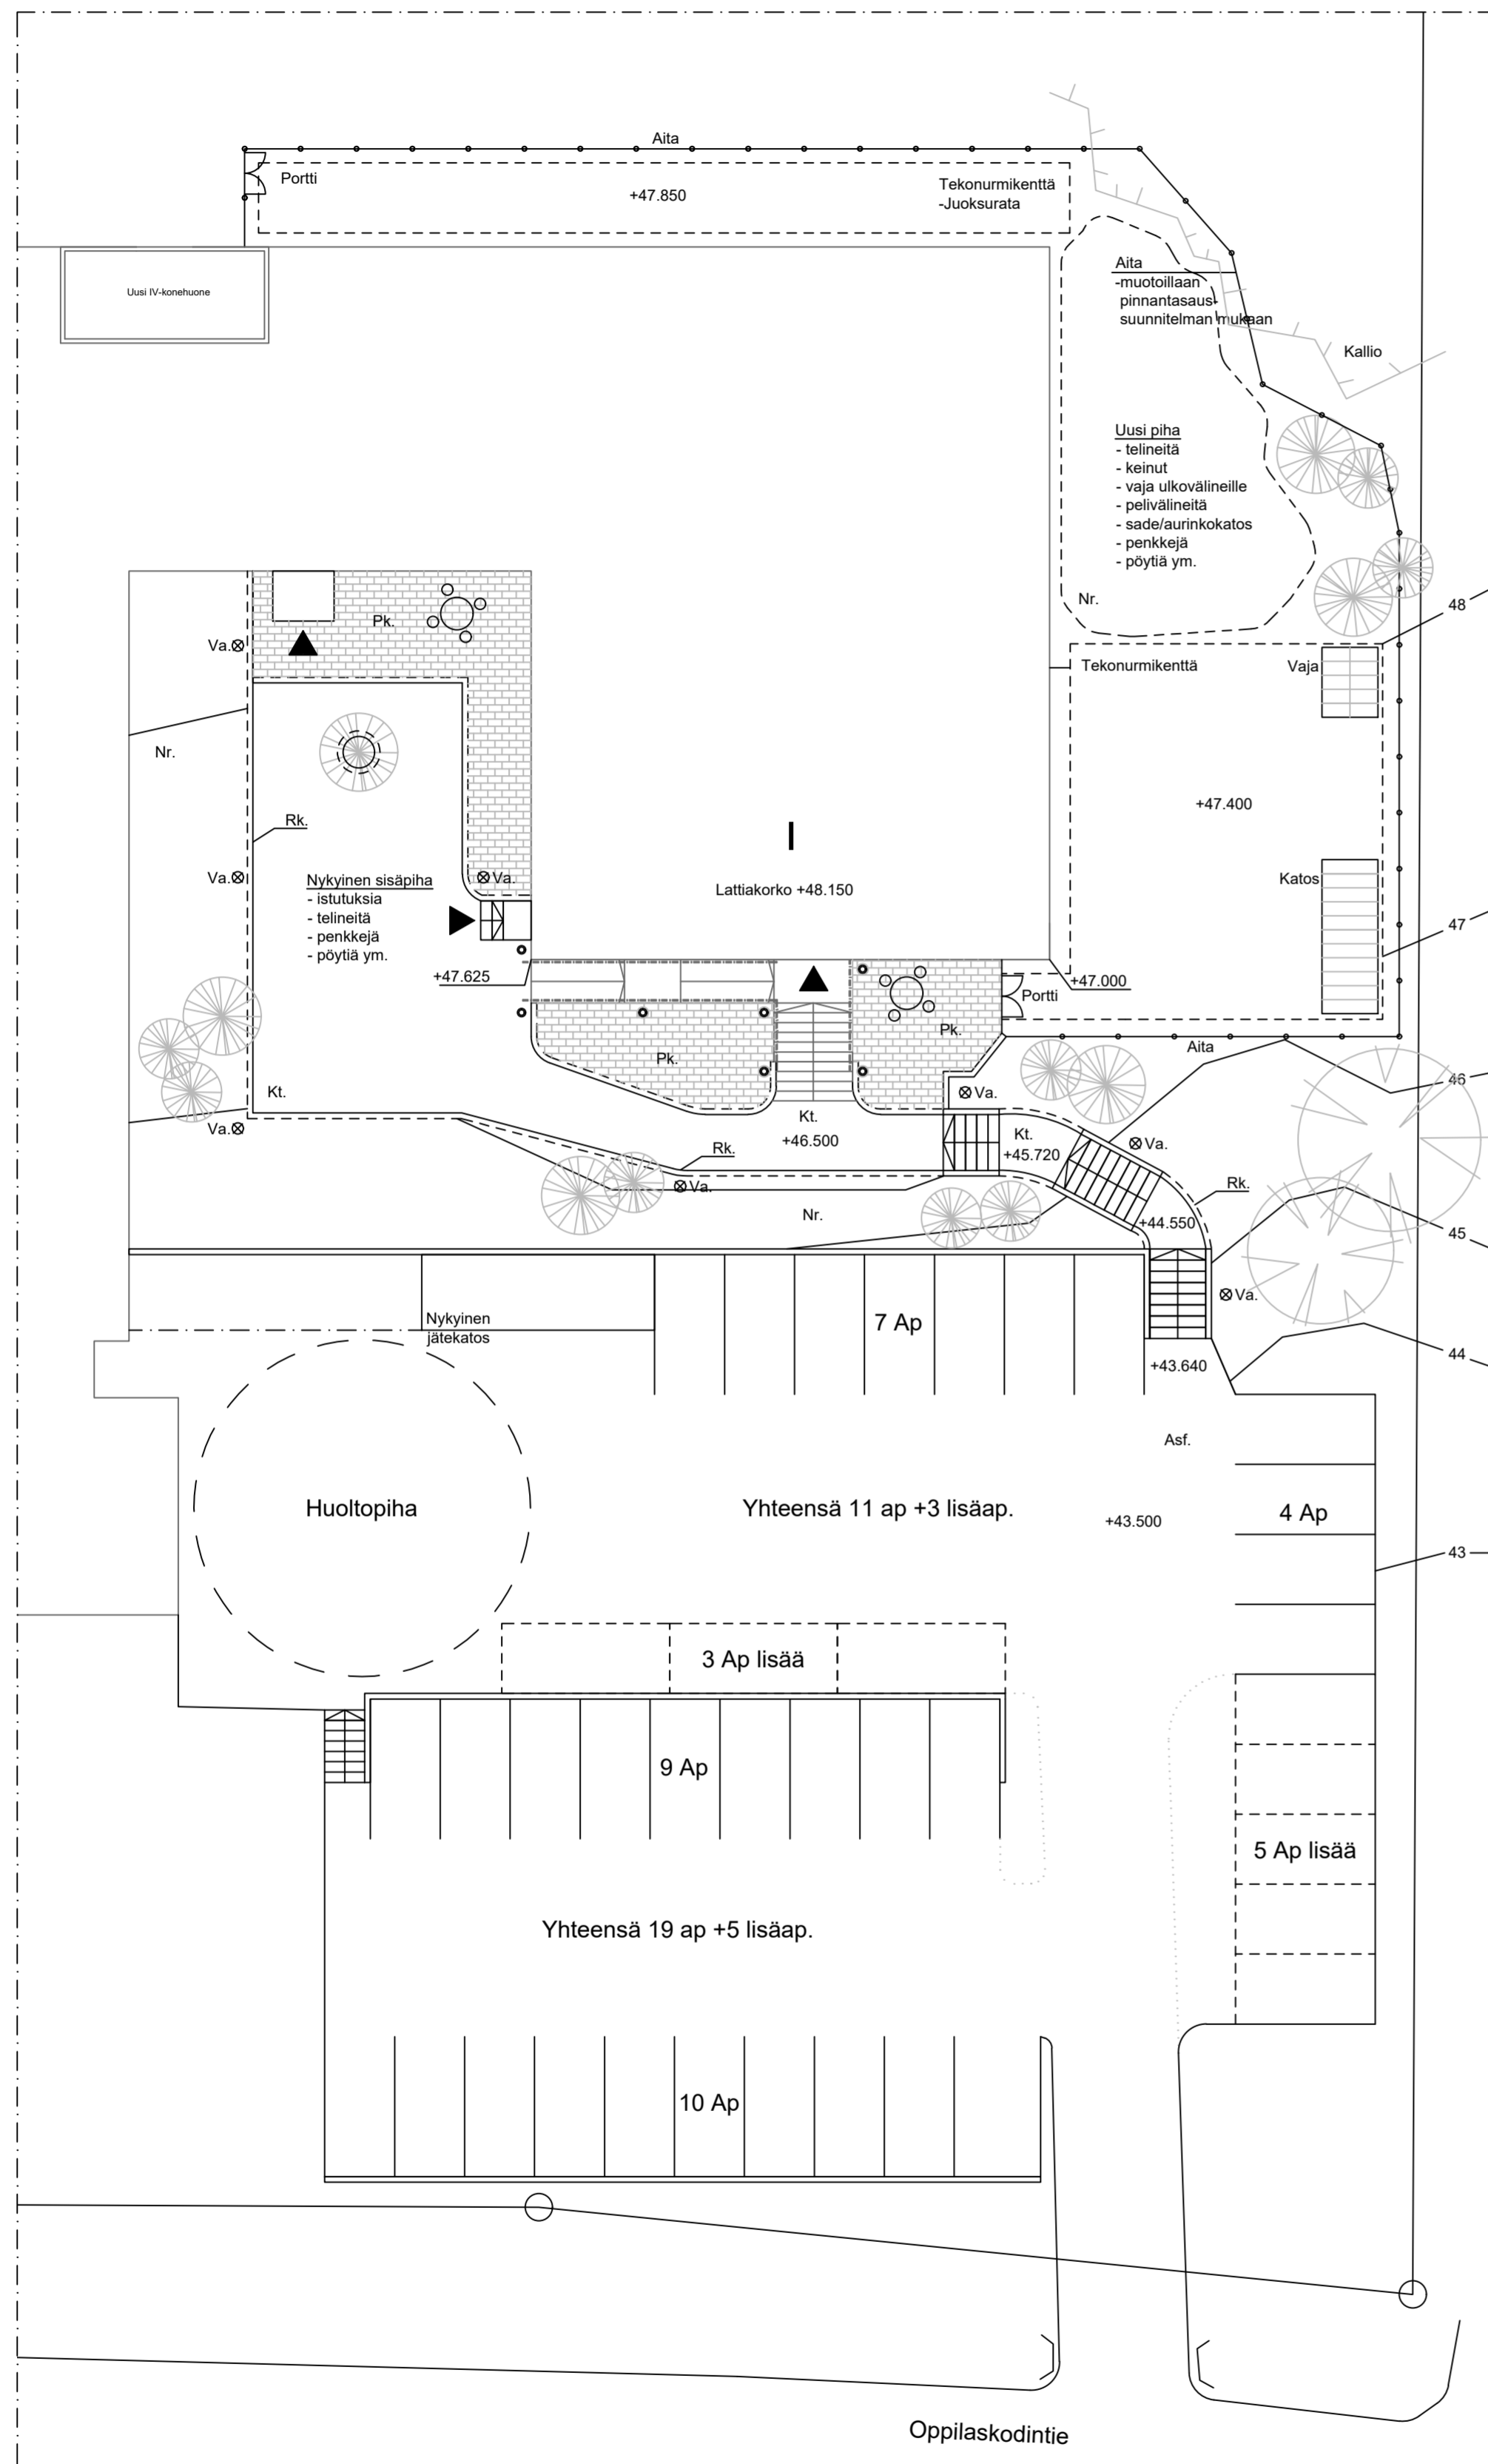 Aita
Portti
+47.850
Tekonurmikenttä
-Juoksurata
Uusi IV-konehuone
Aita
-muotoillaan
pinnantasaus-
suunnitelman mukaan
Kallio
Uusi piha
- telineitä
- keinut
- vaja ulkovälineille
- pelivälineitä
- sade/aurinkokatos
- penkkejä
- pöytiä ym.
Nr.
48
Pk.
Va.
Tekonurmikenttä
Vaja
Nr.
+47.400
Rk.
I
Va.
Nykyinen sisäpiha
- istutuksia
- telineitä
- penkkejä
- pöytiä ym.
Va.
Lattiakorko +48.150
Katos
47
+47.625
+47.000
Portti
Pk.
Pk.
Aita
46
Kt.
Va.
Va.
Kt.
+46.500
Kt.
+45.720
Va.
Rk.
Rk.
Va.
Nr.
+44.550
45
Va.
Nykyinen
jätekatos
7 Ap
44
+43.640
Asf.
Huoltopiha
Yhteensä 11 ap +3 lisäap.
+43.500
4 Ap
43
3 Ap lisää
9 Ap
5 Ap lisää
Yhteensä 19 ap +5 lisäap.
10 Ap
Oppilaskodintie